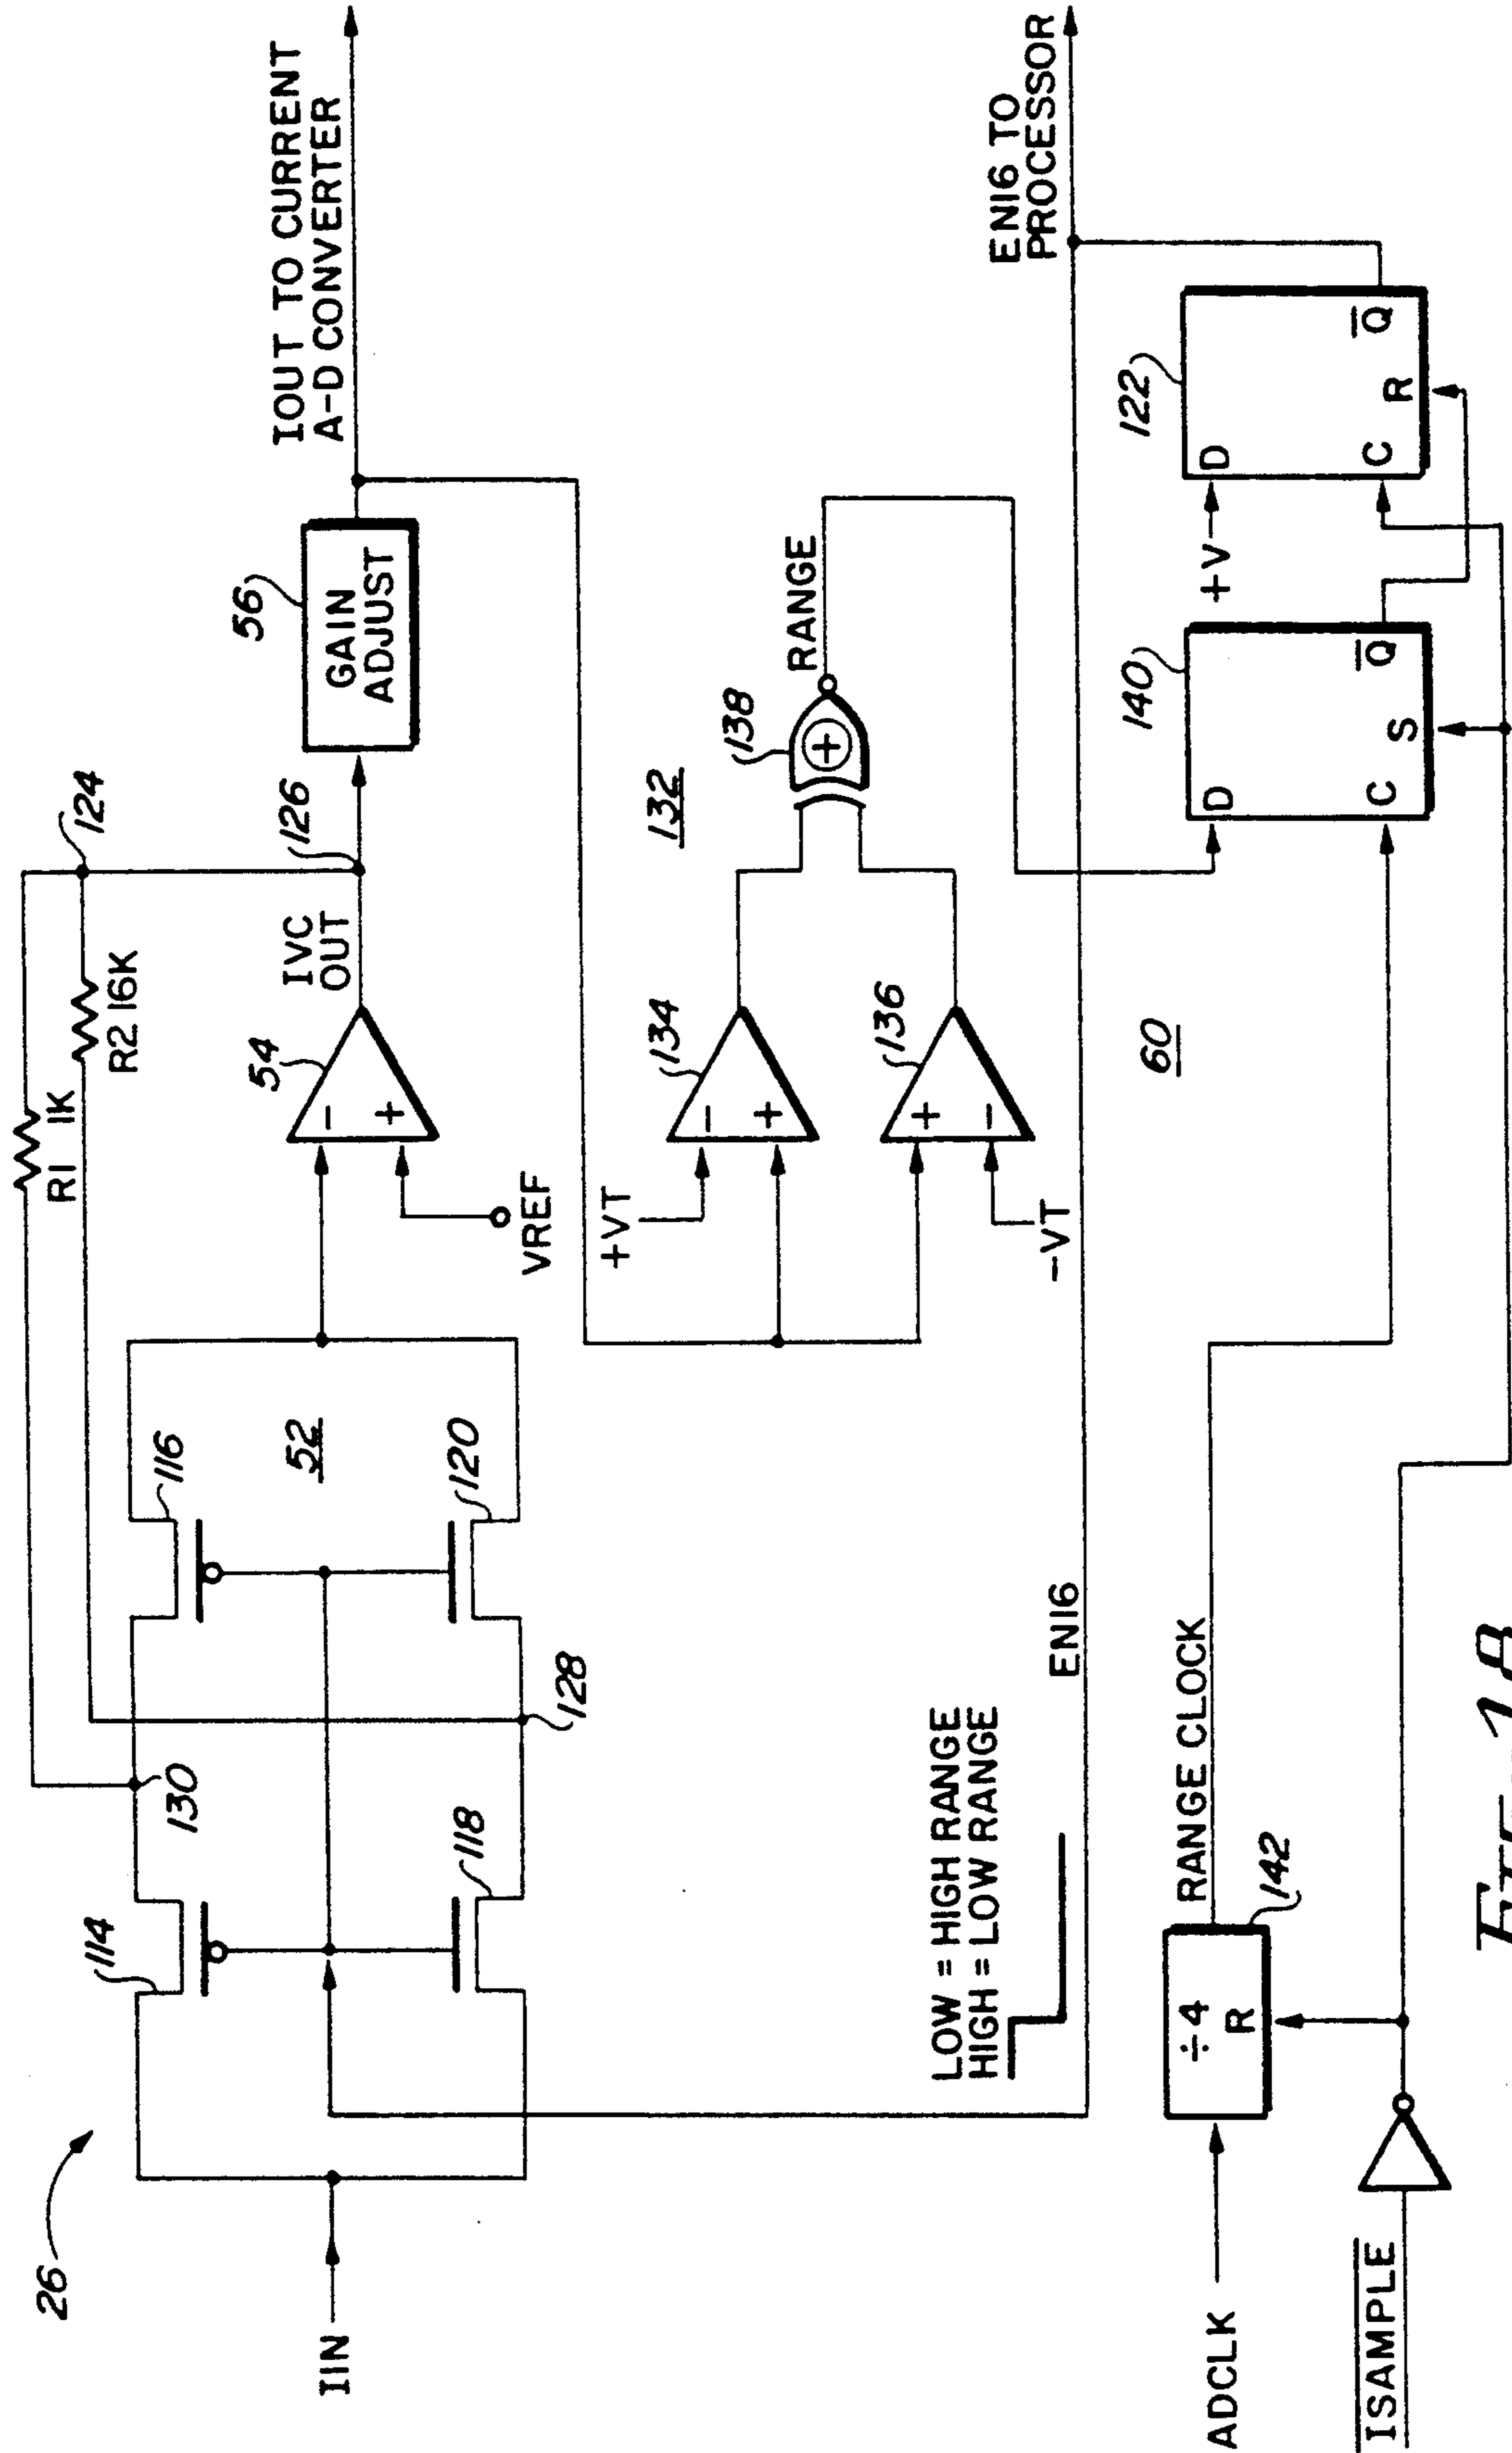 26
IIN
114
116
130
118
120
128
52
R1 1K
R2 16K
124
54
−
+
VREF
IVC
OUT
126
56
GAIN
ADJUST
IOUT TO CURRENT
A-D CONVERTER
+VT
−VT
134
−
+
136
+
−
132
138
+
RANGE
LOW = HIGH RANGE
HIGH = LOW RANGE
EN16
EN16 TO
PROCESSOR
60
ADCLK
÷4
R
142
RANGE CLOCK
ISAMPLE
140
D
C
S
Q
+V
122
D
C
R
Q